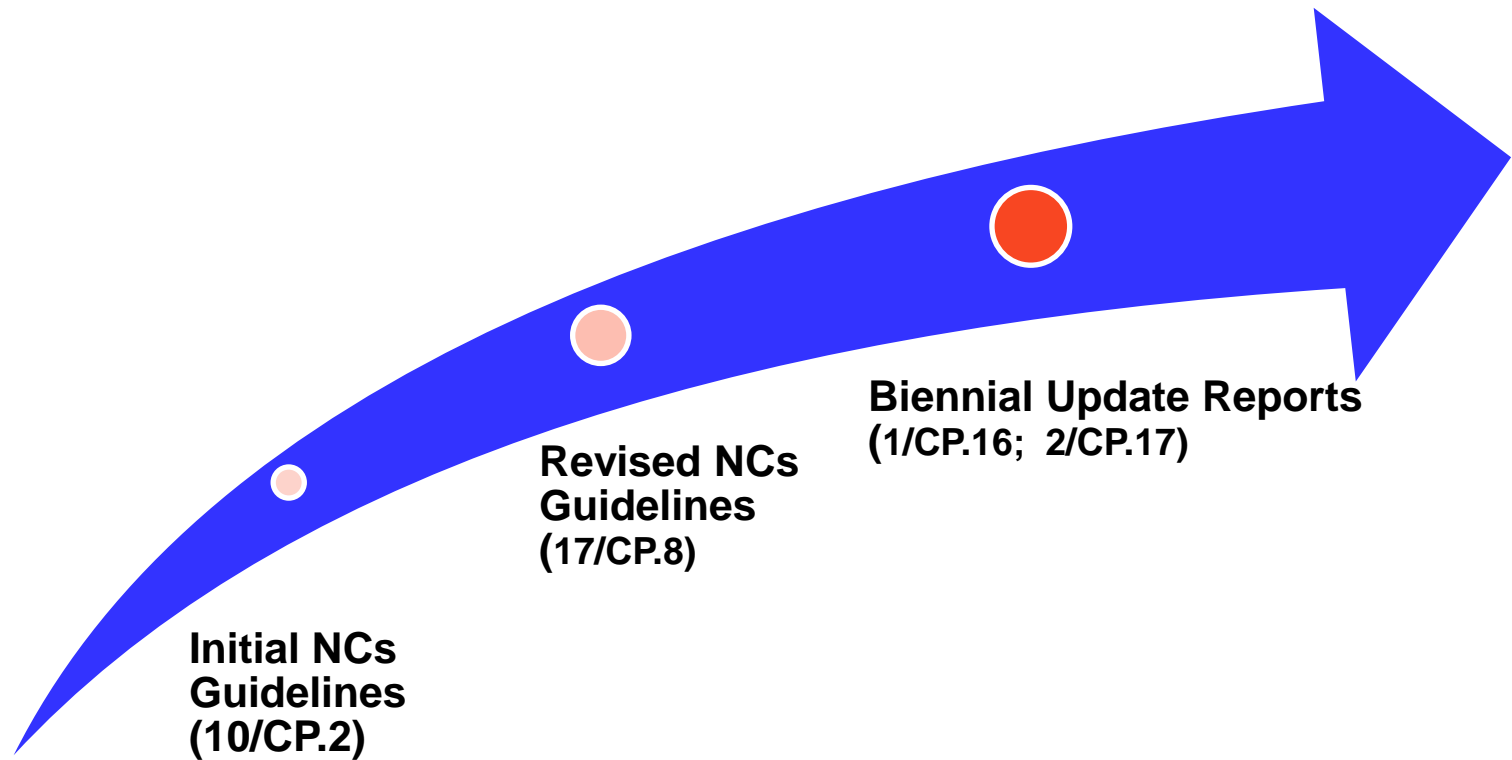 Biennial Update Reports
(1/CP.16;  2/CP.17)
Revised NCs
Guidelines
(17/CP.8)
Initial NCs
Guidelines
(10/CP.2)